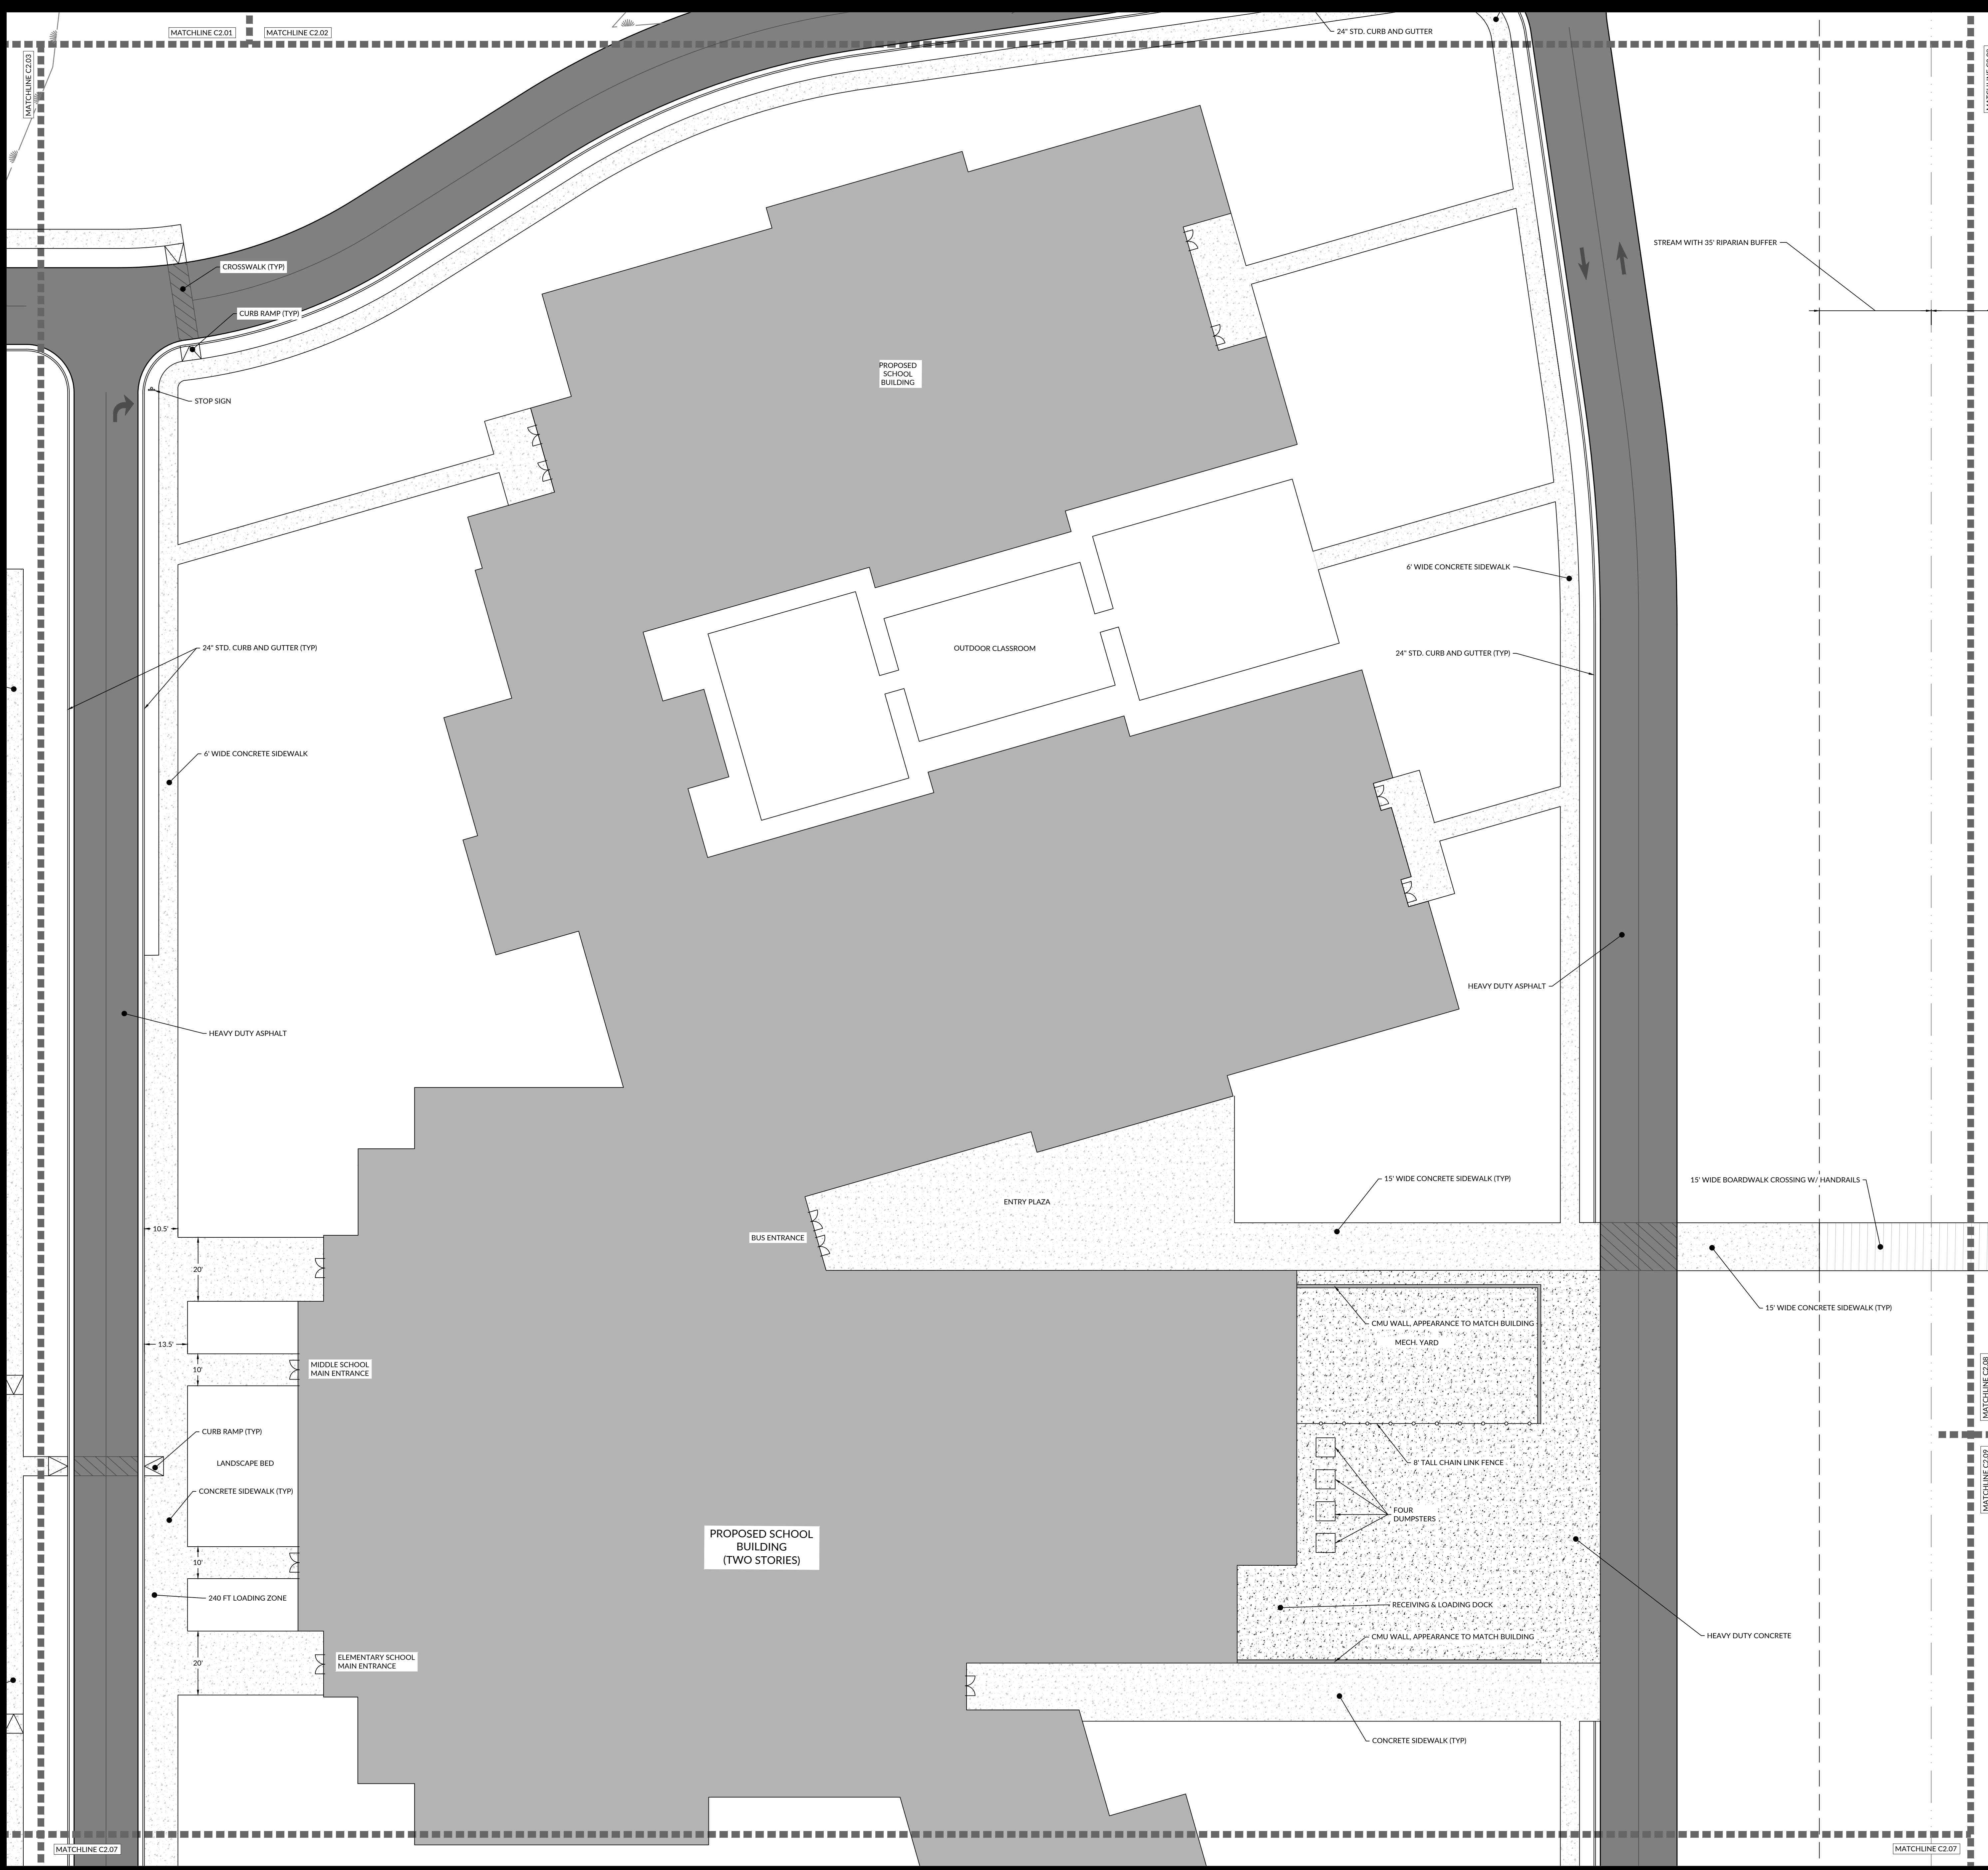 MATCHLINE C2.01
MATCHLINE C2.02
24" STD. CURB AND GUTTER
MATCHLINE C2.03
STREAM WITH 35' RIPARIAN BUFFER
CROSSWALK (TYP)
CURB RAMP (TYP)
PROPOSED
SCHOOL
BUILDING
STOP SIGN
6' WIDE CONCRETE SIDEWALK
24" STD. CURB AND GUTTER (TYP)
OUTDOOR CLASSROOM
24" STD. CURB AND GUTTER (TYP)
6' WIDE CONCRETE SIDEWALK
HEAVY DUTY ASPHALT
HEAVY DUTY ASPHALT
15' WIDE CONCRETE SIDEWALK (TYP)
15' WIDE BOARDWALK CROSSING W/ HANDRAILS
ENTRY PLAZA
10.5'
BUS ENTRANCE
20'
15' WIDE CONCRETE SIDEWALK (TYP)
CMU WALL, APPEARANCE TO MATCH BUILDING
13.5'
MECH. YARD
10'
MIDDLE SCHOOL
MAIN ENTRANCE
MATCHLINE C2.08
CURB RAMP (TYP)
LANDSCAPE BED
8' TALL CHAIN LINK FENCE
MATCHLINE C2.09
CONCRETE SIDEWALK (TYP)
FOUR
DUMPSTERS
PROPOSED SCHOOL
BUILDING
(TWO STORIES)
10'
240 FT LOADING ZONE
RECEIVING & LOADING DOCK
CMU WALL, APPEARANCE TO MATCH BUILDING
HEAVY DUTY CONCRETE
20'
ELEMENTARY SCHOOL
MAIN ENTRANCE
CONCRETE SIDEWALK (TYP)
MATCHLINE C2.07
MATCHLINE C2.07